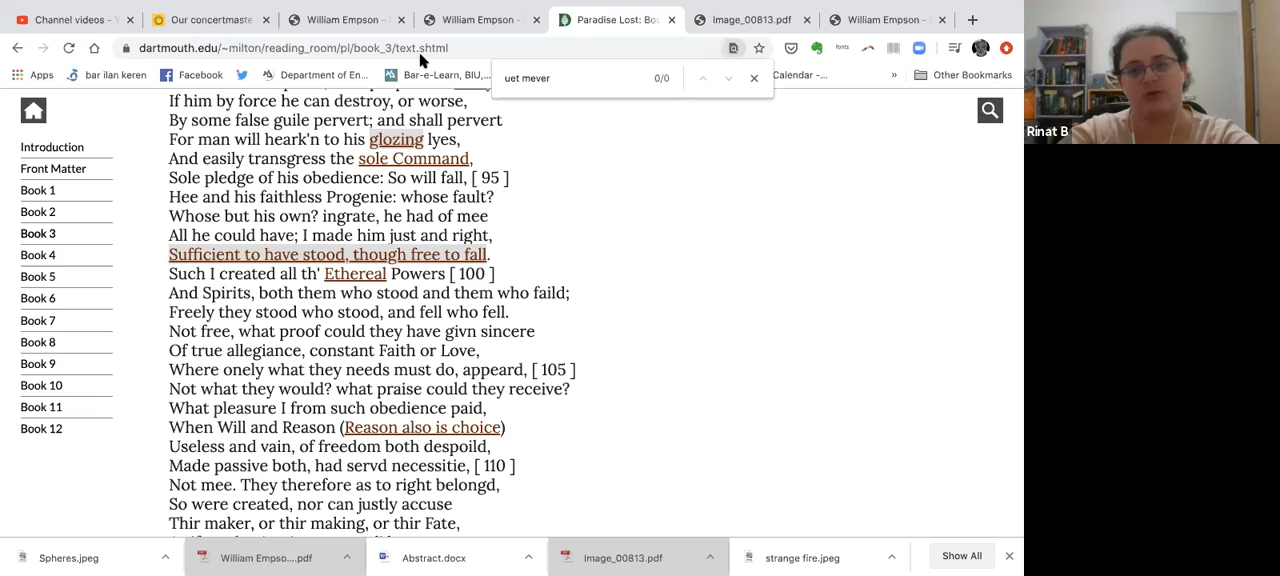 Channel videos - Y
Our concertmaste
William Empson -
William Empson -
Paradise Lost: Bo
Image_00813.pdf
William Empson -
dartmouth.edu/~milton/reading_room/pl/book_3/text.shtml
fonts
Apps
bar ilan keren
Facebook
Twitter
Department of En...
Bar-e-Learn, BIU,...
Calendar -...
»
Other Bookmarks
uet mever
0/0
Rinat B
Introduction
Front Matter
Book 1
Book 2
Book 3
Book 4
Book 5
Book 6
Book 7
Book 8
Book 9
Book 10
Book 11
Book 12
If him by force he can destroy, or worse,
By some false guile pervert; and shall pervert
For man will heark'n to his glozing lyes,
And easily transgress the sole Command,
Sole pledge of his obedience: So will fall, [ 95 ]
Hee and his faithless Progenie: whose fault?
Whose but his own? ingrate, he had of mee
All he could have; I made him just and right,
Sufficient to have stood, though free to fall.
Such I created all th' Ethereal Powers [ 100 ]
And Spirits, both them who stood and them who faild;
Freely they stood who stood, and fell who fell.
Not free, what proof could they have givn sincere
Of true allegiance, constant Faith or Love,
Where onely what they needs must do, appeard, [ 105 ]
Not what they would? what praise could they receive?
What pleasure I from such obedience paid,
When Will and Reason (Reason also is choice)
Useless and vain, of freedom both despoild,
Made passive both, had servd necessitie, [ 110 ]
Not mee. They therefore as to right belongd,
So were created, nor can justly accuse
Thir maker, or thir making, or thir Fate,
Spheres.jpeg
William Empso....pdf
Abstract.docx
Image_00813.pdf
strange fire.jpeg
Show All